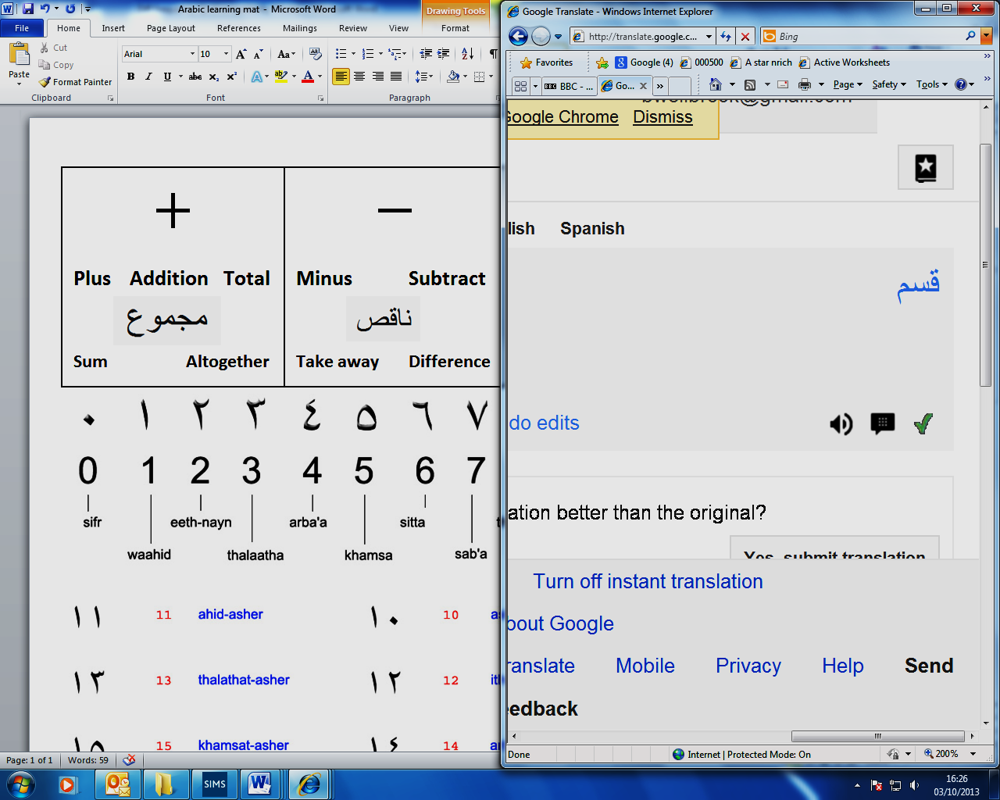 Arabic learning mat - Microsoft Word
Drawing Tools
File Home Insert Page Layout References Mailings Review View Format
Paste
Cut
Copy
Format Painter
Clipboard
Arial 10
Font
Paragraph
Plus Addition Total
مجموع
Sum Altogether
Minus Subtract
ناقص
Take away Difference
٠ ١ ٢ ٣ ٤ ٥ ٦ ٧
0 1 2 3 4 5 6 7
sifr eeth-nayn arba'a sitta
waahid thalaatha khamsa sab'a
١١ 11 ahid-asher ١٠ 10
١٣ 13 thalathat-asher ١٢ 12
١٥ 15 khamsat-asher ١٤ 14
Page: 1 of 1 Words: 59
Google Translate - Windows Internet Explorer
http://translate.google.c...
Bing
Favorites Google (4) 000500 A star nrich Active Worksheets
BBC - ... Go...
Page Safety Tools
Google Chrome Dismiss
Spanish
قسم
do edits
better than the original?
Yes, submit translation
Turn off instant translation
Google
Mobile Privacy Help Send
Done Internet | Protected Mode: On 200%
SIMS
16:26
03/10/2013